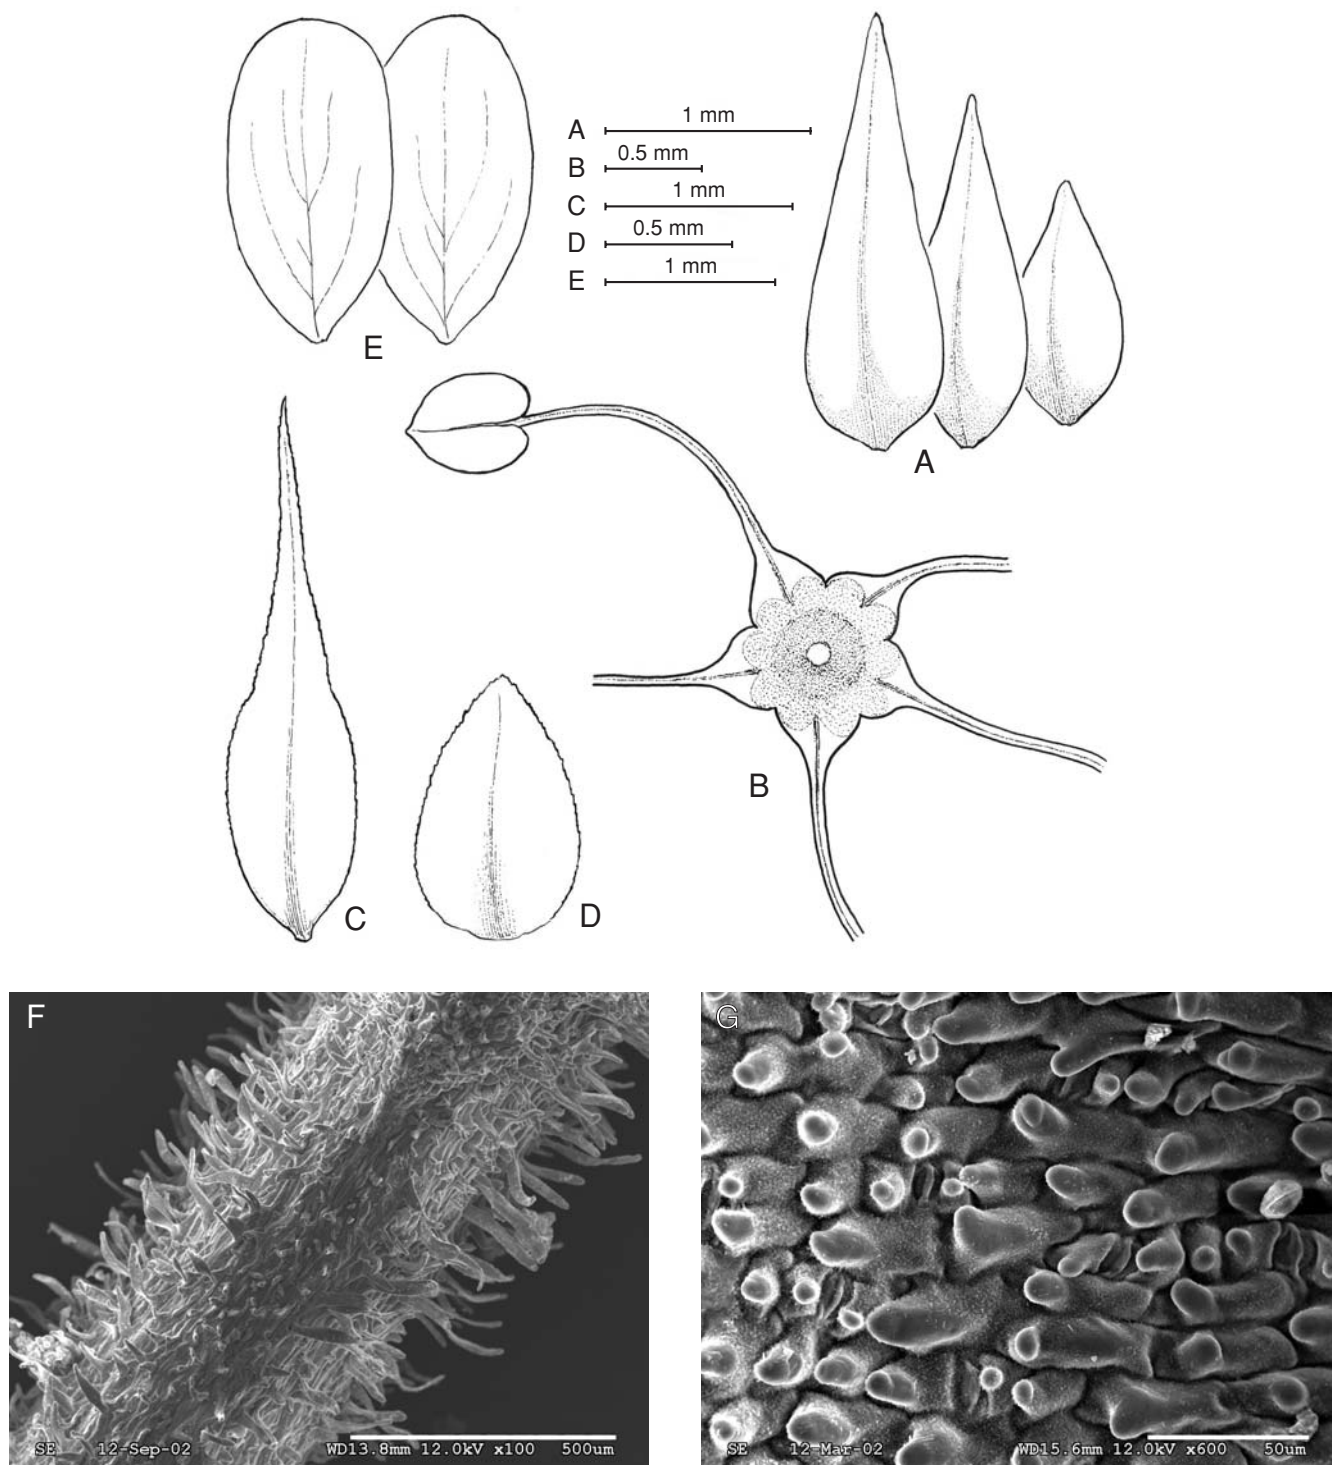 A 1 mm
B 0.5 mm
C 1 mm
D 0.5 mm
E 1 mm
E
A
B
C
D
F
SE 12-Sep-02 WD13.8mm 12.0kV x100 500um
G
SE 12-Mar-02 WD15.6mm 12.0kV x600 50um